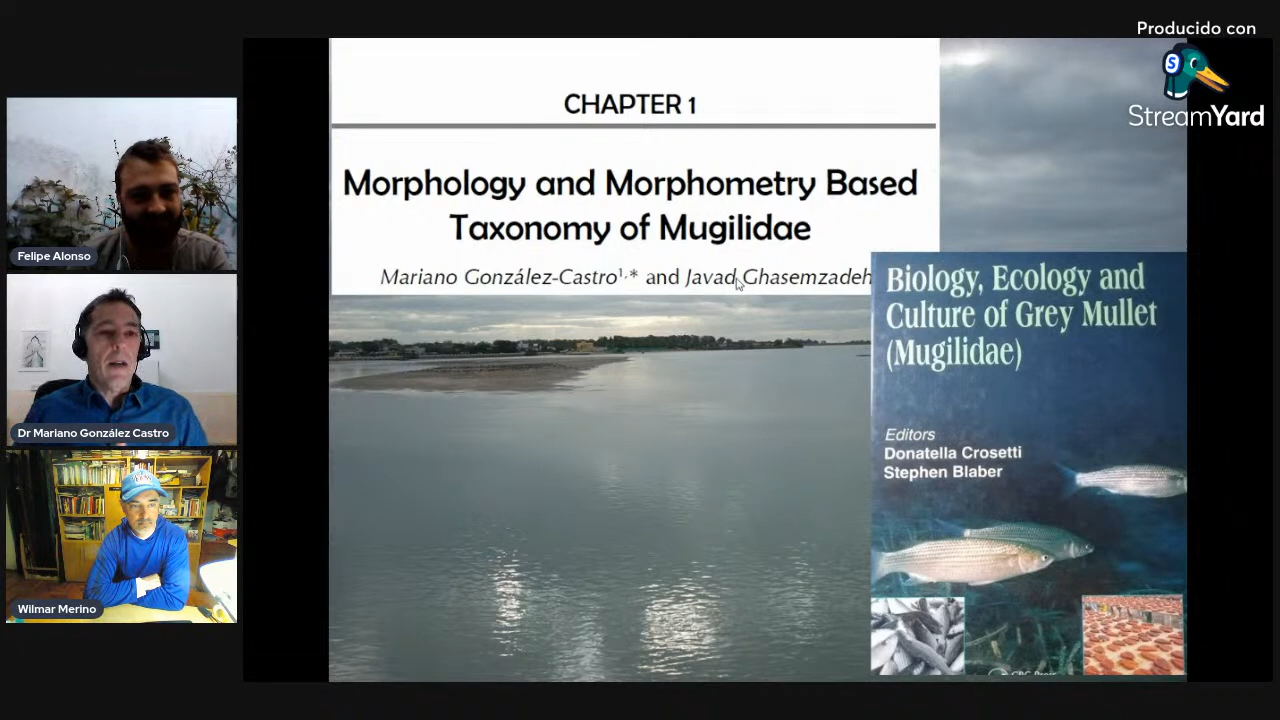 Producido con
StreamYard
CHAPTER 1
Morphology and Morphometry Based
Taxonomy of Mugilidae
Mariano González-Castro¹,* and Javad Ghasemzadeh
Biology, Ecology and
Culture of Grey Mullet
(Mugilidae)
Editors
Donatella Crosetti
Stephen Blaber
CRC Press
Felipe Alonso
Dr Mariano González Castro
Wilmar Merino